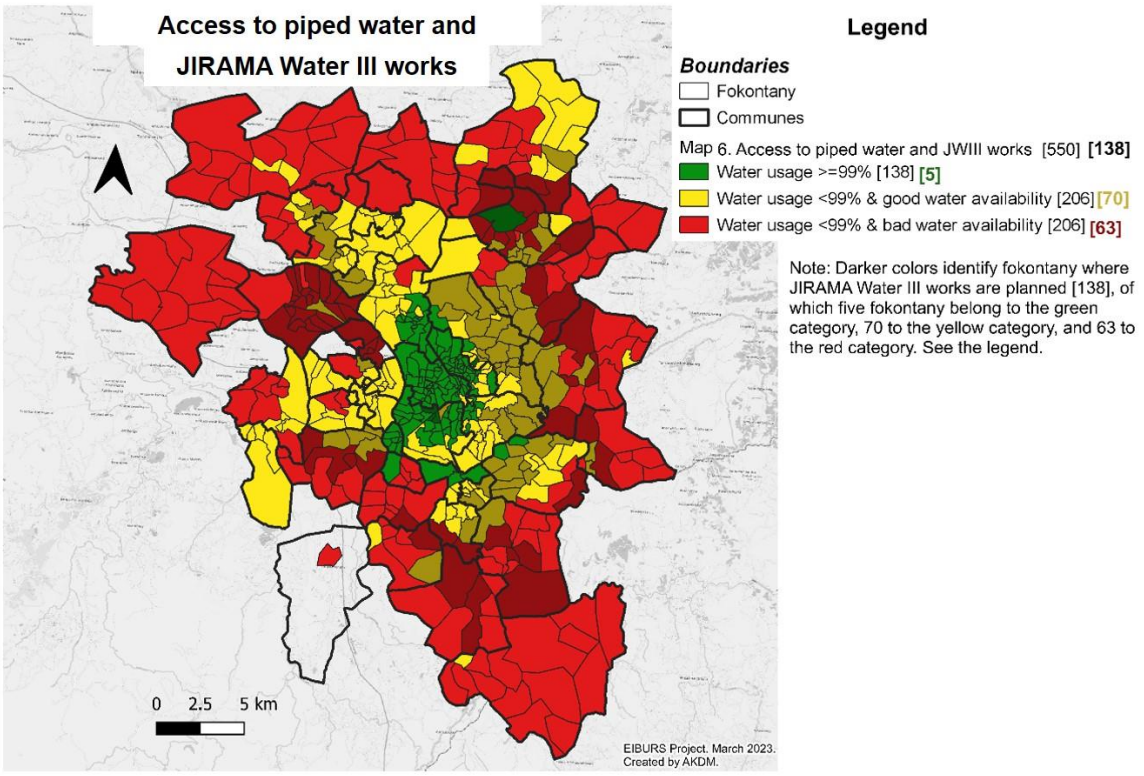 Access to piped water and
JIRAMA Water III works
Legend
Boundaries
Fokontany
Communes
Map 6. Access to piped water and JWIII works [550] [138]
Water usage >=99% [138] [5]
Water usage <99% & good water availability [206] [70]
Water usage <99% & bad water availability [206] [63]
Note: Darker colors identify fokontany where
JIRAMA Water III works are planned [138], of
which five fokontany belong to the green
category, 70 to the yellow category, and 63 to
the red category. See the legend.
0 2.5 5 km
EIBURS Project. March 2023.
Created by AKDM.